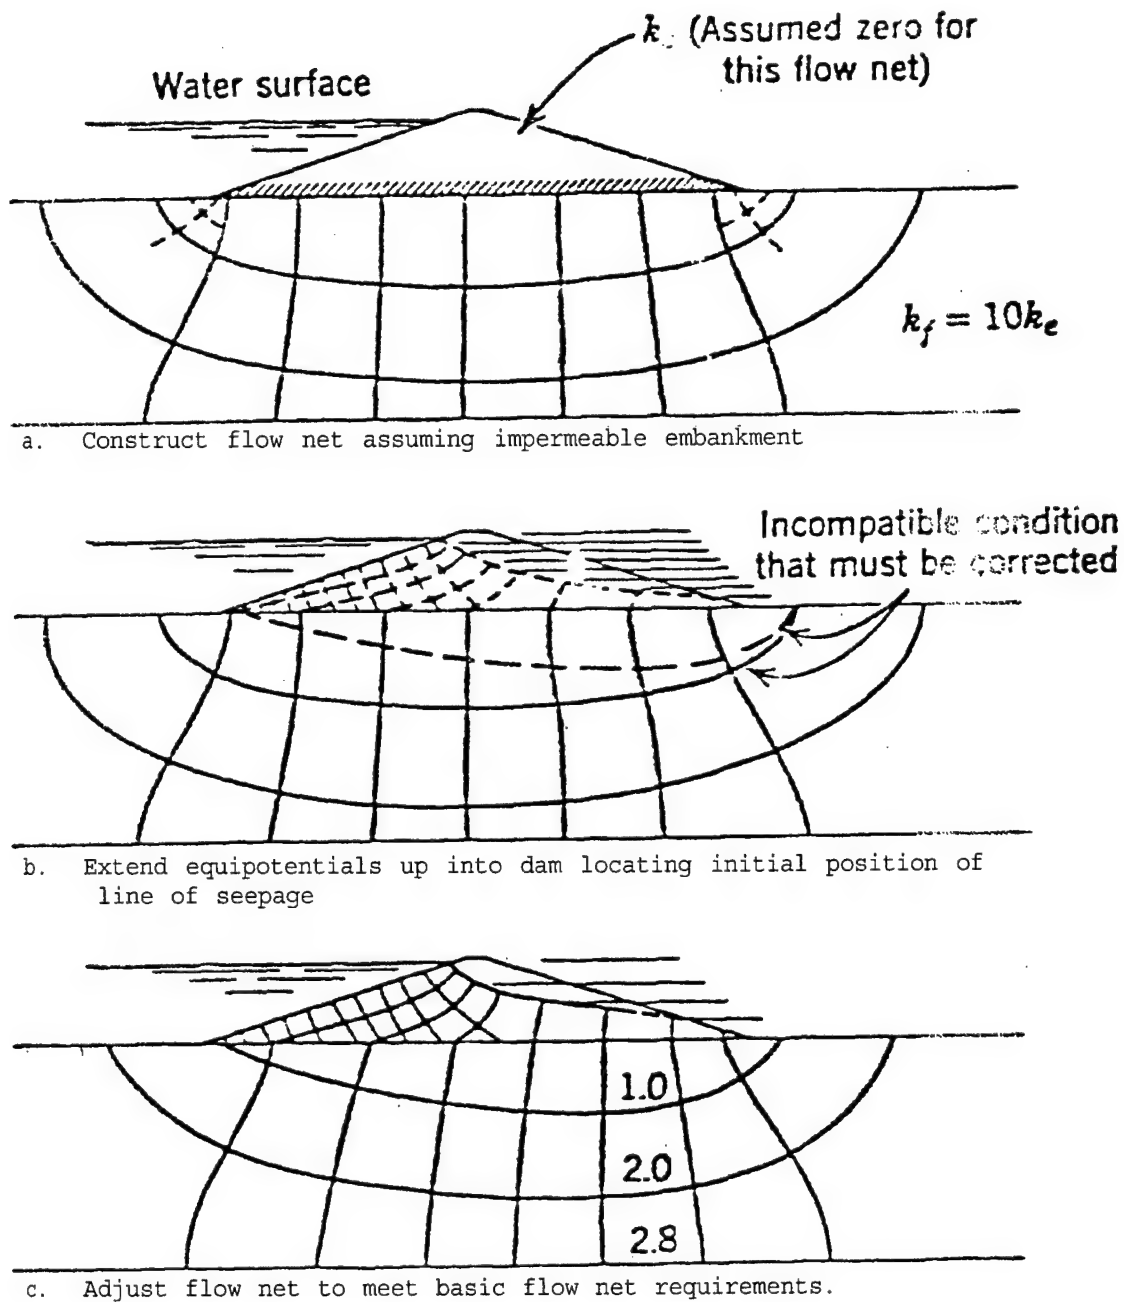 k. (Assumed zero for
this flow net)
Water surface
k_f = 10k_e
a. Construct flow net assuming impermeable embankment
Incompatible condition
that must be corrected
b. Extend equipotentials up into dam locating initial position of
line of seepage
1.0
2.0
2.8
c. Adjust flow net to meet basic flow net requirements.